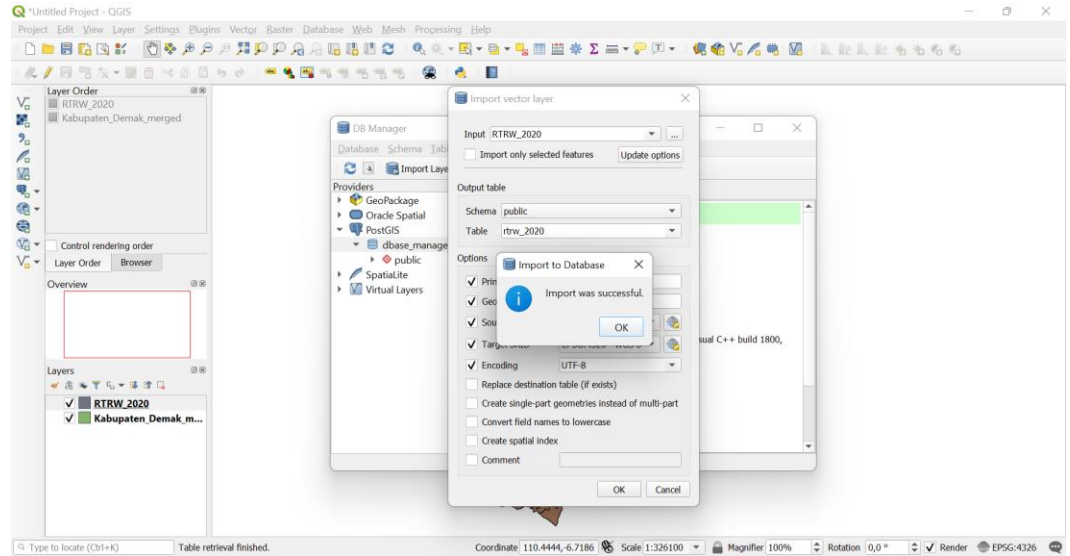 *Untitled Project - QGIS
Project Edit View Layer Settings Plugins Vector Raster Database Web Mesh Processing Help
Layer Order
RTRW_2020
Kabupaten_Demak_merged
Control rendering order
Layer Order Browser
Overview
Layers
RTRW_2020
Kabupaten_Demak_m...
DB Manager
Database Schema
Import Laye
Providers
GeoPackage
Oracle Spatial
PostGIS
dbase_manage
public
SpatiaLite
Virtual Layers
Import vector layer
Input RTRW_2020 ...
Import only selected features Update options
Output table
Schema public
Table rtrw_2020
Options
Import to Database
Import was successful.
OK
Encoding UTF-8
Replace destination table (if exists)
Create single-part geometries instead of multi-part
Convert field names to lowercase
Create spatial index
Comment
OK Cancel
sual C++ build 1800,
Type to locate (Ctrl+K) Table retrieval finished. Coordinate 110.4444,-6.7186 Scale 1:326100 Magnifier 100% Rotation 0,0 ° Render EPSG:4326